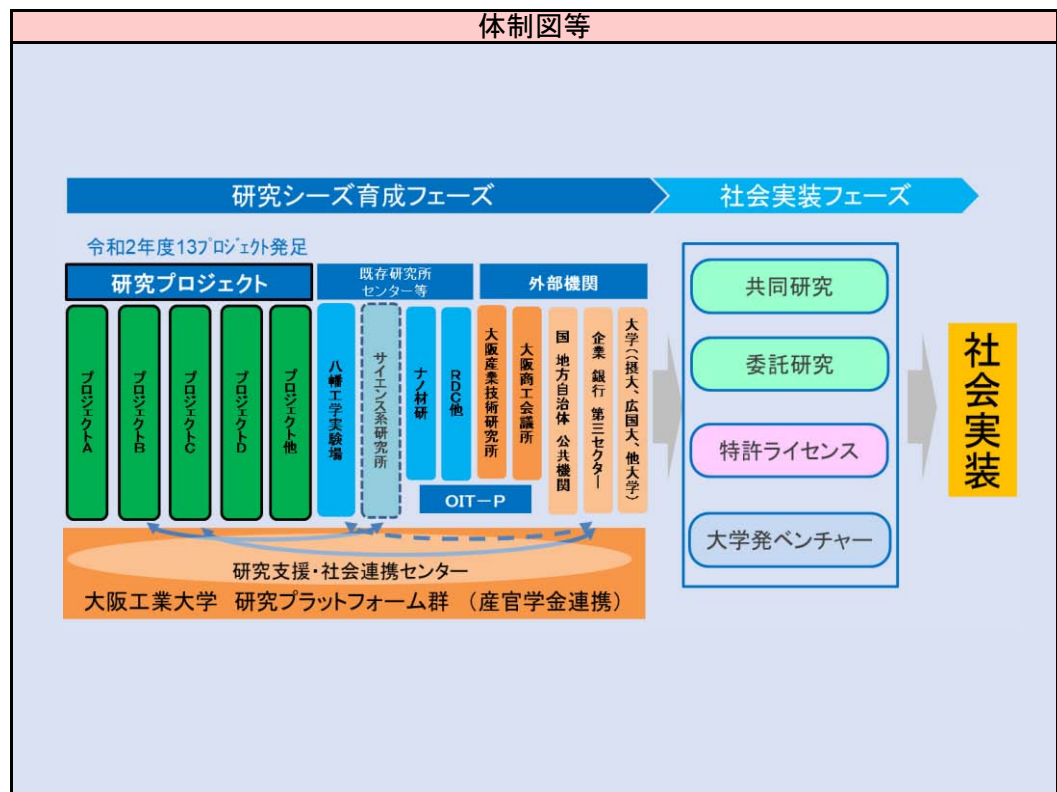 体制図等
研究シーズ育成フェーズ
社会実装フェーズ
令和2年度13プロジェクト発足
研究プロジェクト
既存研究所
センター等
外部機関
プロジェクトA
プロジェクトB
プロジェクトC
プロジェクトD
プロジェクト他
八幡工学実験場
サイエンス系研究所
ナノ材研
RDC他
大阪産業技術研究所
大阪商工会議所
国 地方自治体 公共機関
企業 銀行 第三セクター
大学((摂大、広国大、他大学)
OIT-P
研究支援・社会連携センター
大阪工業大学 研究プラットフォーム群 (産官学金連携)
共同研究
委託研究
特許ライセンス
大学発ベンチャー
社会実装